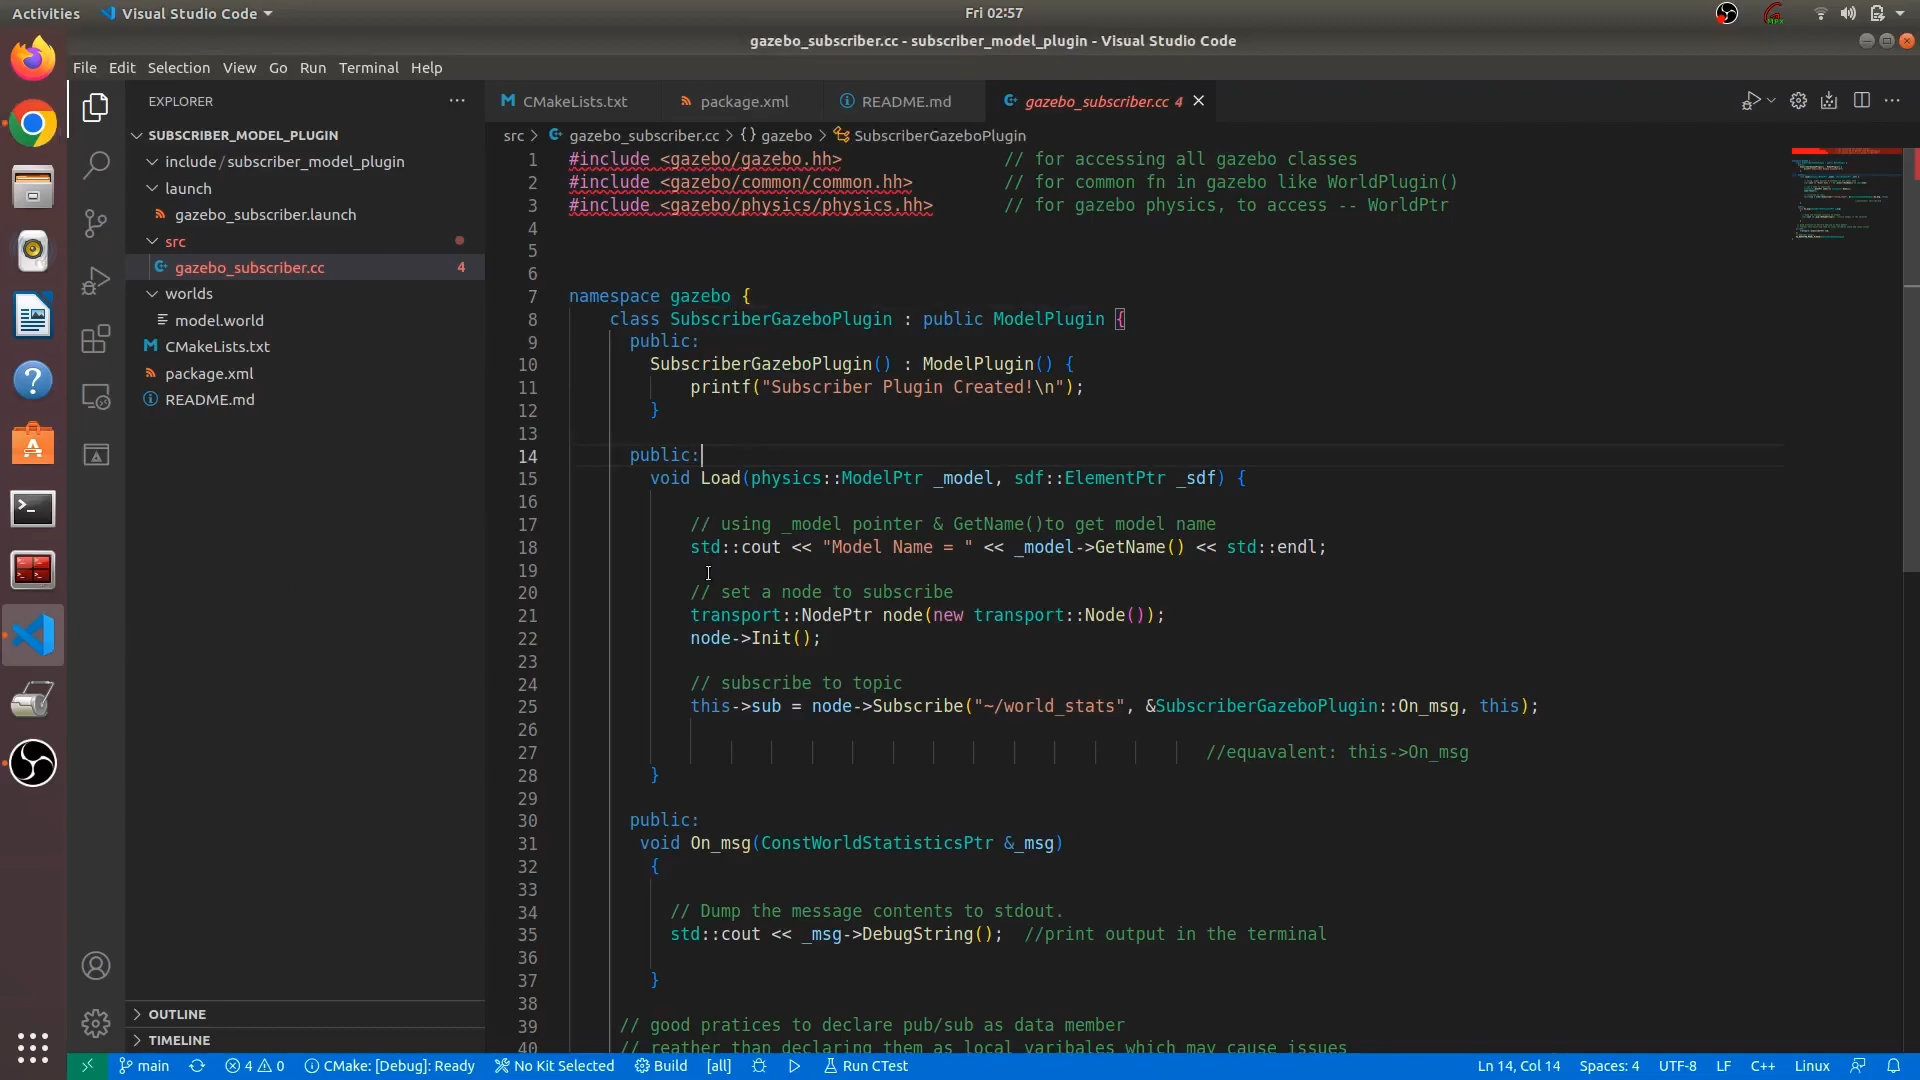 Activities
Visual Studio Code
Fri 02:57
gazebo_subscriber.cc - subscriber_model_plugin - Visual Studio Code
File Edit Selection View Go Run Terminal Help
EXPLORER
SUBSCRIBER_MODEL_PLUGIN
include/subscriber_model_plugin
launch
gazebo_subscriber.launch
src
gazebo_subscriber.cc 4
worlds
model.world
CMakeLists.txt
package.xml
README.md
OUTLINE
TIMELINE
CMakeLists.txt package.xml README.md gazebo_subscriber.cc 4
src > gazebo_subscriber.cc > {} gazebo > SubscriberGazeboPlugin
1 #include <gazebo/gazebo.hh> // for accessing all gazebo classes
2 #include <gazebo/common/common.hh> // for common fn in gazebo like WorldPlugin()
3 #include <gazebo/physics/physics.hh> // for gazebo physics, to access -- WorldPtr
4
5
6
7 namespace gazebo {
8 class SubscriberGazeboPlugin : public ModelPlugin {
9 public:
10 SubscriberGazeboPlugin() : ModelPlugin() {
11 printf("Subscriber Plugin Created!\n");
12 }
13
14 public:
15 void Load(physics::ModelPtr _model, sdf::ElementPtr _sdf) {
16
17 // using _model pointer & GetName()to get model name
18 std::cout << "Model Name = " << _model->GetName() << std::endl;
19
20 // set a node to subscribe
21 transport::NodePtr node(new transport::Node());
22 node->Init();
23
24 // subscribe to topic
25 this->sub = node->Subscribe("~/world_stats", &SubscriberGazeboPlugin::On_msg, this);
26
27 //equavalent: this->On_msg
28 }
29
30 public:
31 void On_msg(ConstWorldStatisticsPtr &_msg)
32 {
33
34 // Dump the message contents to stdout.
35 std::cout << _msg->DebugString(); //print output in the terminal
36
37 }
38
39 // good pratices to declare pub/sub as data member
40 // reather than declaring them as local varibales which may cause issues
main 4 0 CMake: [Debug]: Ready No Kit Selected Build [all] Run CTest Ln 14, Col 14 Spaces: 4 UTF-8 LF C++ Linux